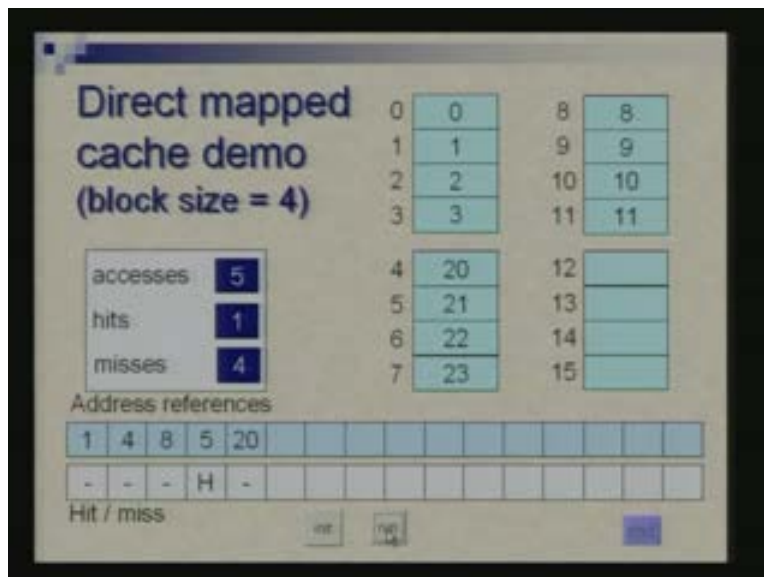 Direct mapped
cache demo
(block size = 4)
0 0 8 8
1 1 9 9
2 2 10 10
3 3 11 11
4 20 12
5 21 13
6 22 14
7 23 15
accesses 5
hits 1
misses 4
Address references
1 4 8 5 20
- - - H -
Hit / miss
init